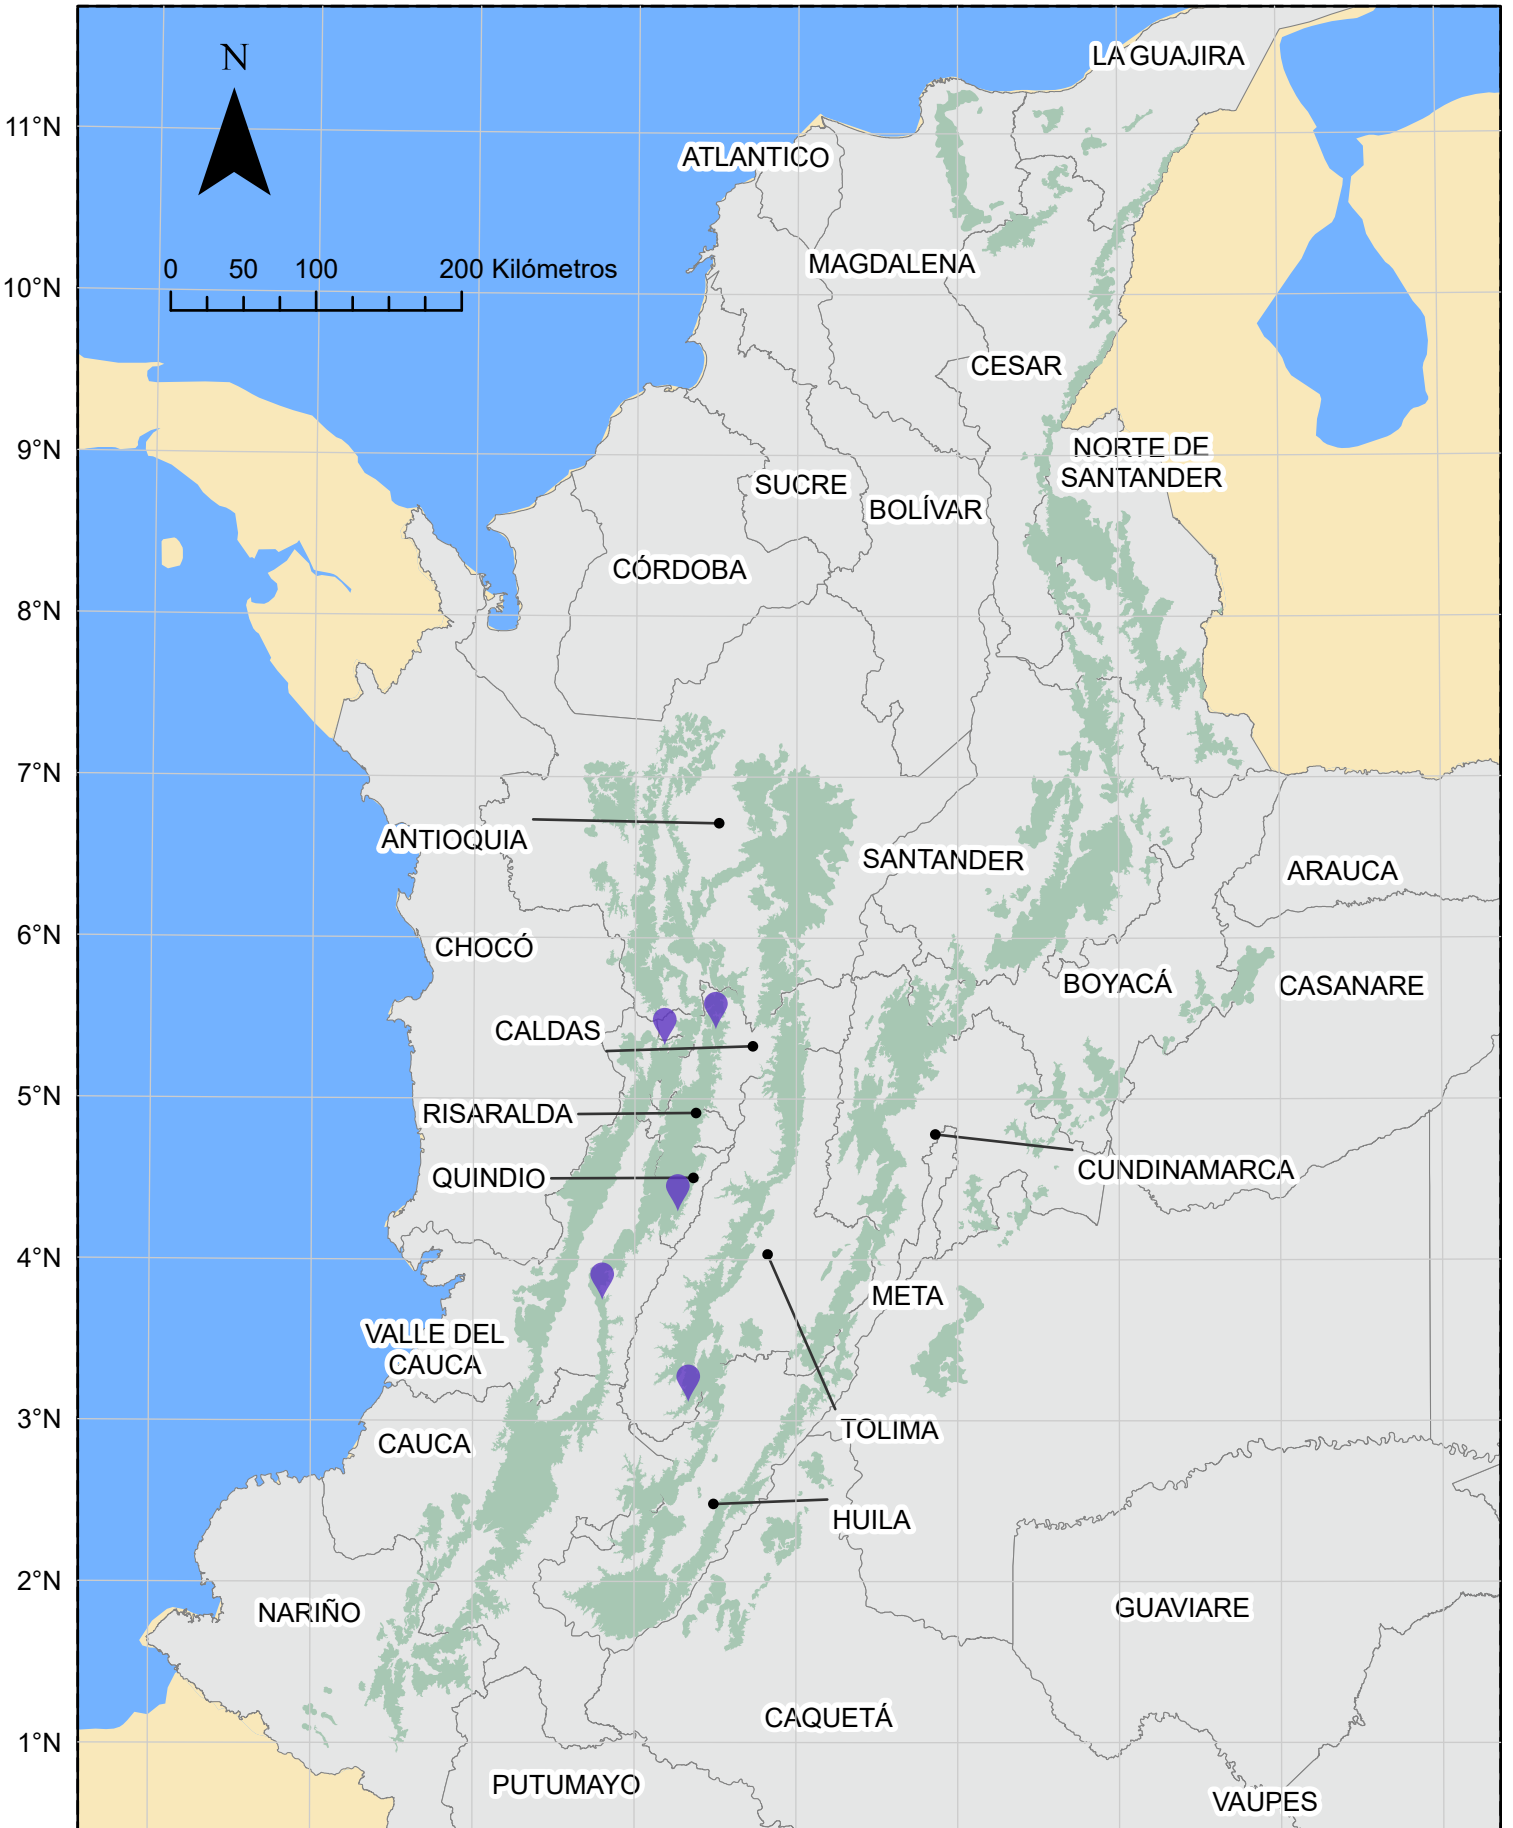 N
LA GUAJIRA
11°N
ATLANTICO
0 50 100 200 Kilómetros
MAGDALENA
10°N
CESAR
9°N
NORTE DE
SANTANDER
SUCRE
BOLÍVAR
CÓRDOBA
8°N
7°N
ANTIOQUIA
SANTANDER
ARAUCA
6°N
CHOCÓ
BOYACÁ
CASANARE
CALDAS
5°N
RISARALDA
QUINDIO
CUNDINAMARCA
4°N
META
VALLE DEL
CAUCA
3°N
CAUCA
TOLIMA
HUILA
2°N
NARIÑO
GUAVIARE
CAQUETÁ
1°N
PUTUMAYO
VAUPES